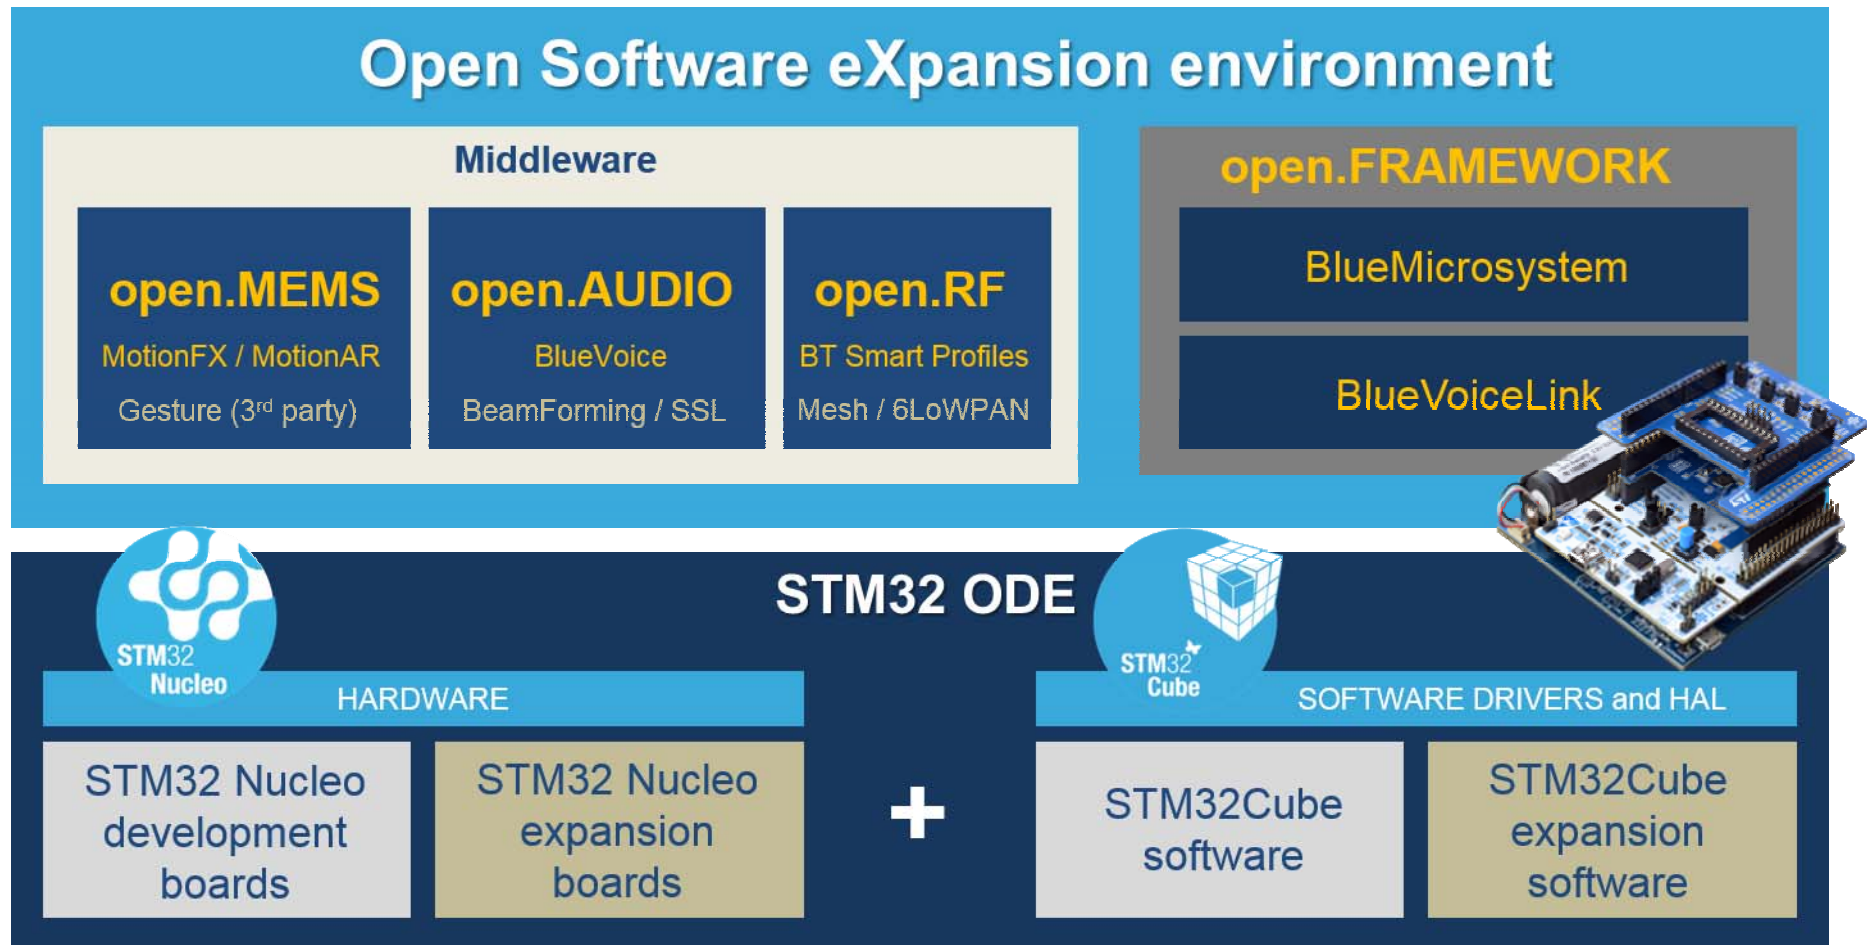 Open Software eXpansion environment
Middleware
open.MEMS
MotionFX / MotionAR
Gesture (3rd party)
open.AUDIO
BlueVoice
BeamForming / SSL
open.RF
BT Smart Profiles
Mesh / 6LoWPAN
open.FRAMEWORK
BlueMicrosystem
BlueVoiceLink
STM32 ODE
STM32
Nucleo
HARDWARE
STM32 Nucleo
development
boards
STM32 Nucleo
expansion
boards
+
STM32
Cube
SOFTWARE DRIVERS and HAL
STM32Cube
software
STM32Cube
expansion
software